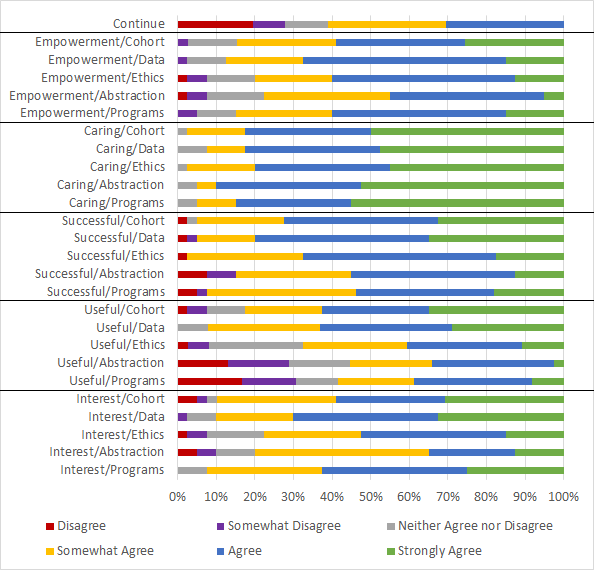 Continue
Empowerment/Cohort
Empowerment/Data
Empowerment/Ethics
Empowerment/Abstraction
Empowerment/Programs
Caring/Cohort
Caring/Data
Caring/Ethics
Caring/Abstraction
Caring/Programs
Successful/Cohort
Successful/Data
Successful/Ethics
Successful/Abstraction
Successful/Programs
Useful/Cohort
Useful/Data
Useful/Ethics
Useful/Abstraction
Useful/Programs
Interest/Cohort
Interest/Data
Interest/Ethics
Interest/Abstraction
Interest/Programs
0% 10% 20% 30% 40% 50% 60% 70% 80% 90% 100%
Disagree Somewhat Disagree Neither Agree nor Disagree
Somewhat Agree Agree Strongly Agree